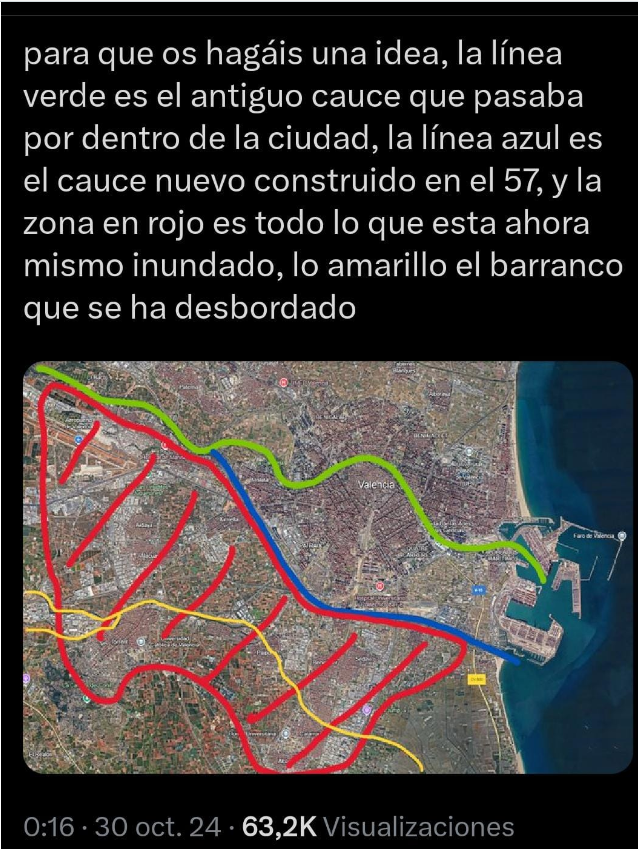 para que os hagáis una idea, la línea
verde es el antiguo cauce que pasaba
por dentro de la ciudad, la línea azul es
el cauce nuevo construido en el 57, y la
zona en rojo es todo lo que esta ahora
mismo inundado, lo amarillo el barranco
que se ha desbordado
Valencia
Faro de Valencia
0:16 · 30 oct. 24 · 63,2K Visualizaciones